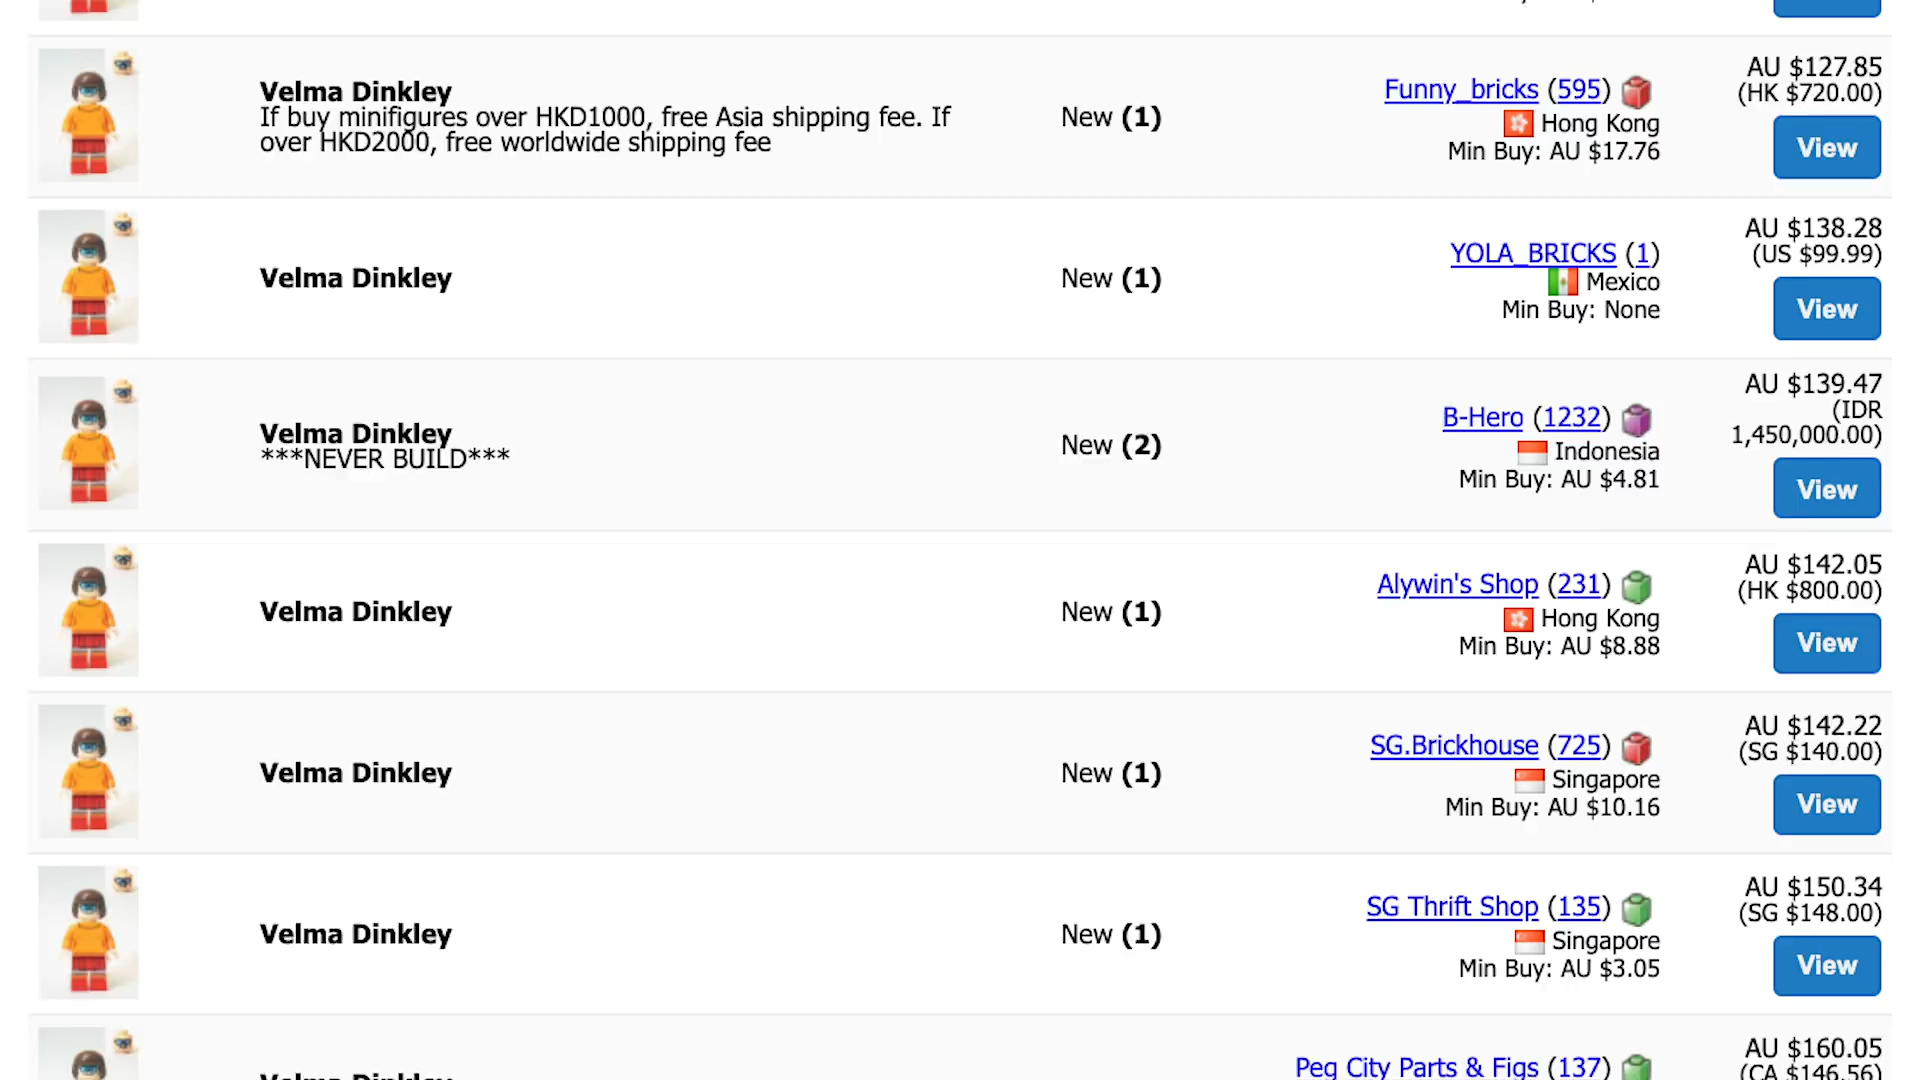 Velma Dinkley
If buy minifigures over HKD1000, free Asia shipping fee. If
over HKD2000, free worldwide shipping fee
New (1)
Funny_bricks (595)
Hong Kong
Min Buy: AU $17.76
AU $127.85
(HK $720.00)
View
Velma Dinkley
New (1)
YOLA_BRICKS (1)
Mexico
Min Buy: None
AU $138.28
(US $99.99)
View
Velma Dinkley
***NEVER BUILD***
New (2)
B-Hero (1232)
Indonesia
Min Buy: AU $4.81
AU $139.47
(IDR
1,450,000.00)
View
Velma Dinkley
New (1)
Alywin's Shop (231)
Hong Kong
Min Buy: AU $8.88
AU $142.05
(HK $800.00)
View
Velma Dinkley
New (1)
SG.Brickhouse (725)
Singapore
Min Buy: AU $10.16
AU $142.22
(SG $140.00)
View
Velma Dinkley
New (1)
SG Thrift Shop (135)
Singapore
Min Buy: AU $3.05
AU $150.34
(SG $148.00)
View
Velma Dinkley
Peg City Parts & Figs (137)
AU $160.05
(CA $146.56)